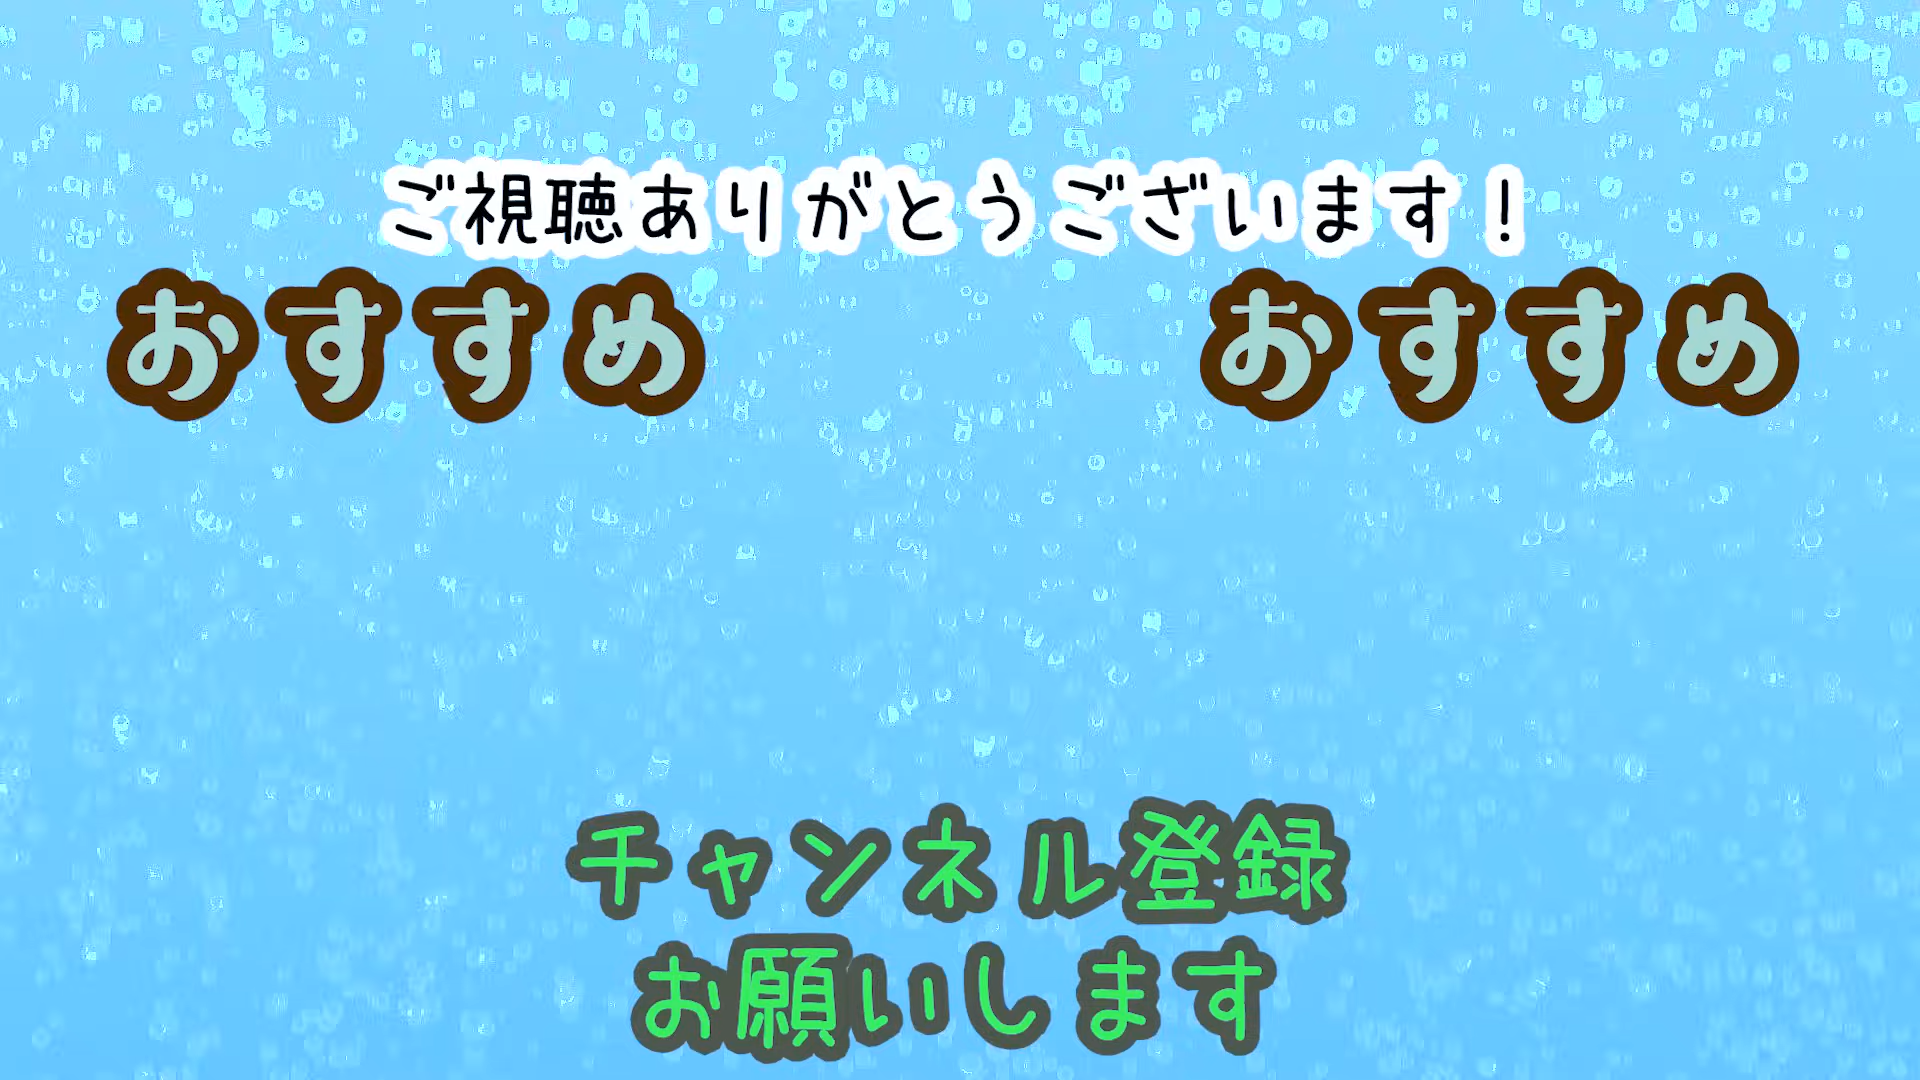 ご視聴ありがとうございます！
おすすめ
おすすめ
チャンネル登録
お願いします